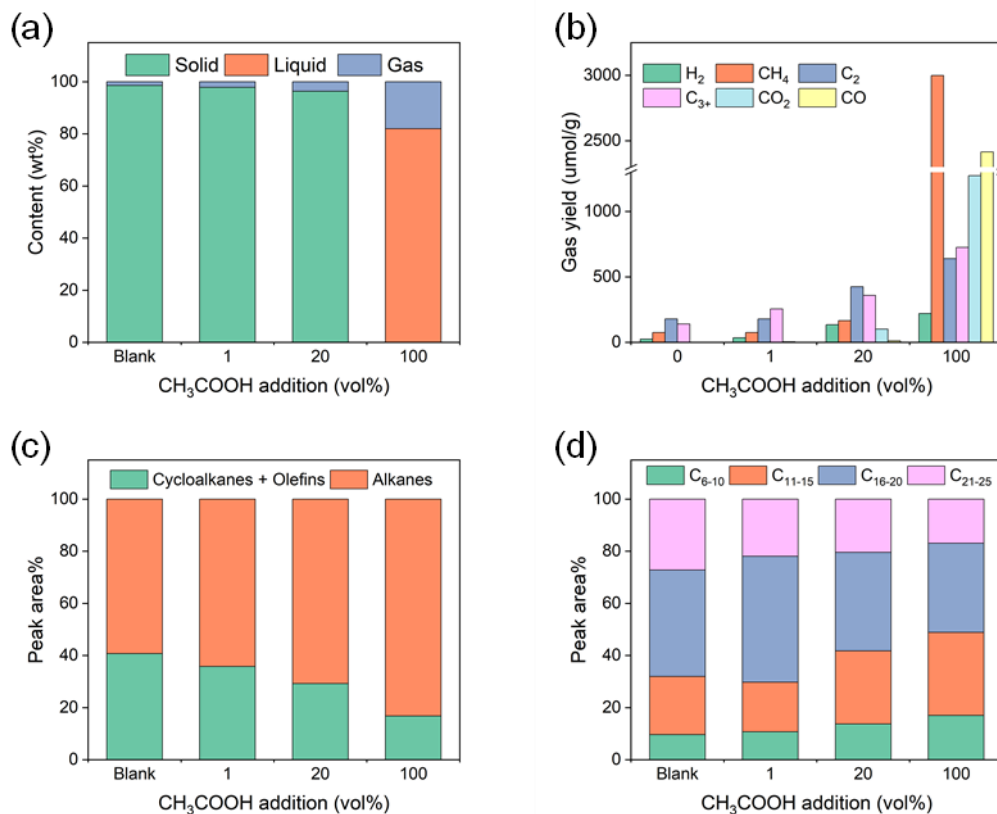 (a)
Solid Liquid Gas
100
80
60
40
20
0
Content (wt%)
Blank 1 20 100
CH₃COOH addition (vol%)
(b)
H₂ CH₄ C₂
C₃₊ CO₂ CO
3000
2500
1000
500
0
Gas yield (umol/g)
0 1 20 100
CH₃COOH addition (vol%)
(c)
Cycloalkanes + Olefins Alkanes
100
80
60
40
20
0
Peak area%
Blank 1 20 100
CH₃COOH addition (vol%)
(d)
C₆₋₁₀ C₁₁₋₁₅ C₁₆₋₂₀ C₂₁₋₂₅
100
80
60
40
20
0
Peak area%
Blank 1 20 100
CH₃COOH addition (vol%)